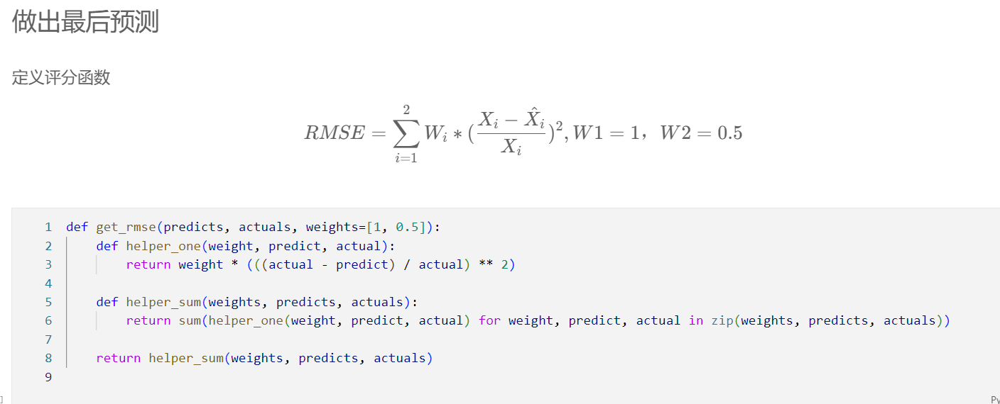 做出最后预测
定义评分函数
$RMSE = \sum_{i=1}^{2} W_i * (\frac{X_i - \hat{X}_i}{X_i})^2, W1 = 1，W2 = 0.5$
1 def get_rmse(predicts, actuals, weights=[1, 0.5]):
2     def helper_one(weight, predict, actual):
3         return weight * (((actual - predict) / actual) ** 2)
4
5     def helper_sum(weights, predicts, actuals):
6         return sum(helper_one(weight, predict, actual) for weight, predict, actual in zip(weights, predicts, actuals))
7
8     return helper_sum(weights, predicts, actuals)
9
]
Py